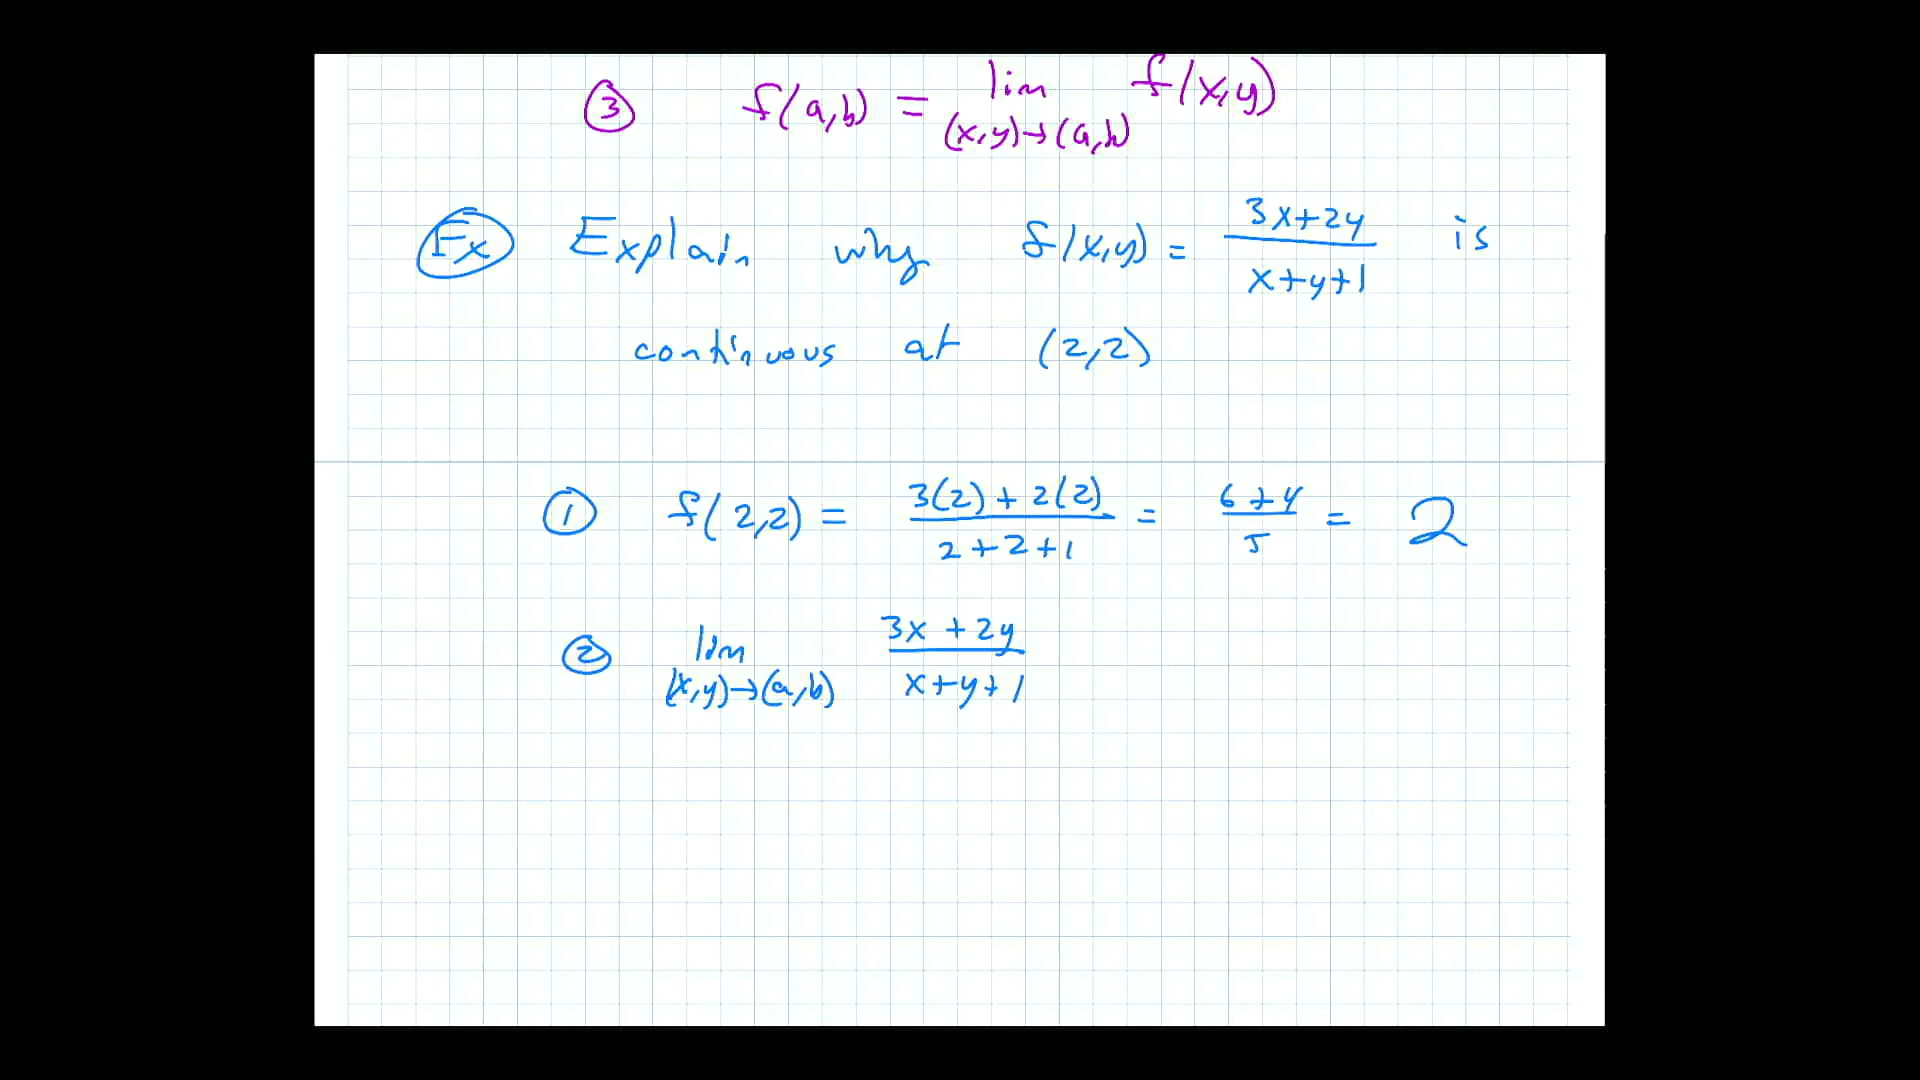 ③ f(a,b) = lim (x,y)→(a,b) f(x,y)
Ex Explain why f(x,y) = (3x+2y)/(x+y+1) is
continuous at (2,2)
① f(2,2) = (3(2)+2(2))/(2+2+1) = (6+4)/5 = 2
② lim (x,y)→(a,b) (3x+2y)/(x+y+1)